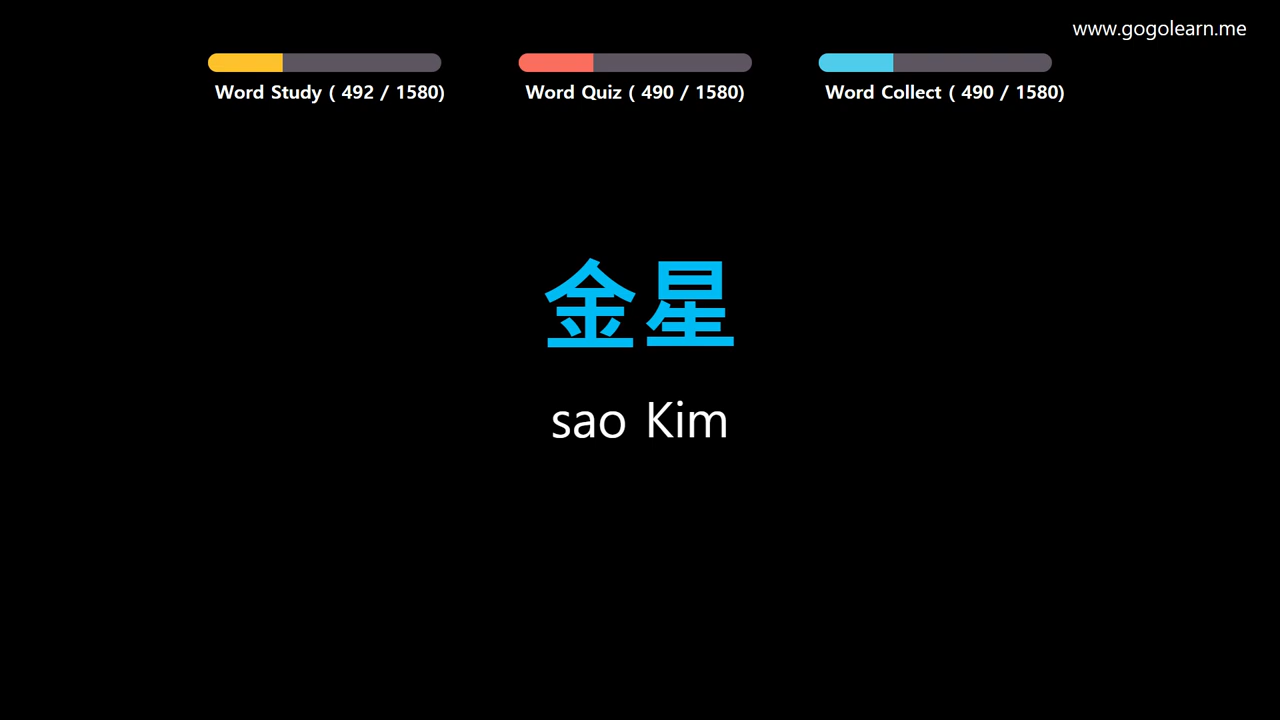 www.gogolearn.me
Word Study ( 492 / 1580)
Word Quiz ( 490 / 1580)
Word Collect ( 490 / 1580)
金星
sao Kim